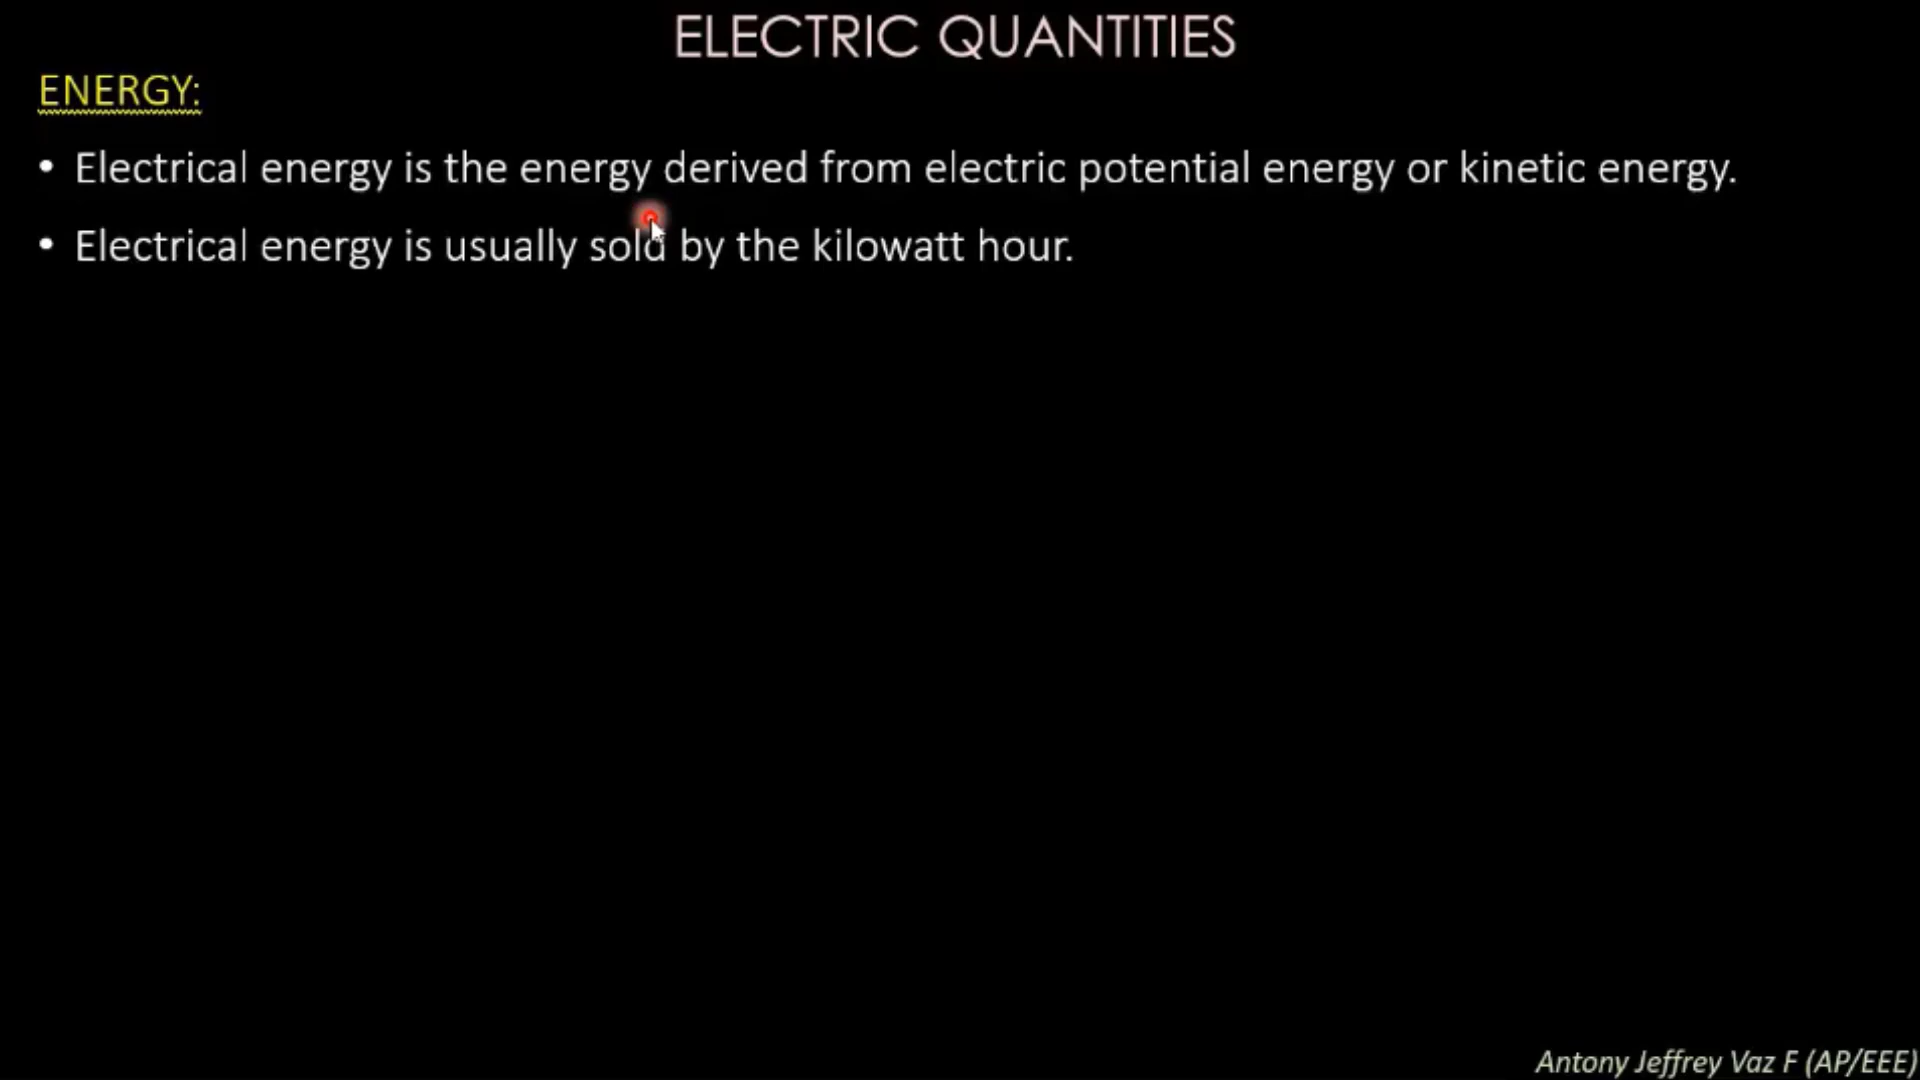 ELECTRIC QUANTITIES
ENERGY:
• Electrical energy is the energy derived from electric potential energy or kinetic energy.
• Electrical energy is usually sold by the kilowatt hour.
Antony Jeffrey Vaz F (AP/EEE)